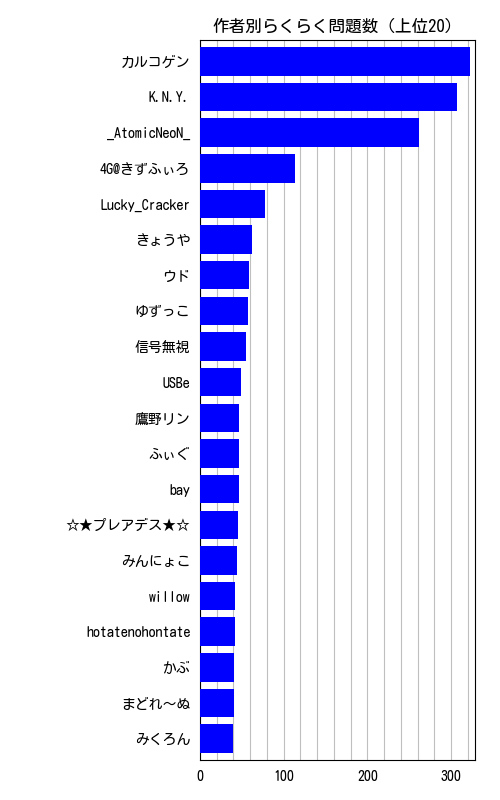 作者別らくらく問題数 (上位20)
カルコゲン
K.N.Y.
_AtomicNeoN_
4G@きずふぃろ
Lucky_Cracker
きょうや
ウド
ゆずっこ
信号無視
USBe
鷹野リン
ふぃぐ
bay
☆★プレアデス★☆
みんにょこ
willow
hotatenohontate
かぶ
まどれ～ぬ
みくろん
0 100 200 300